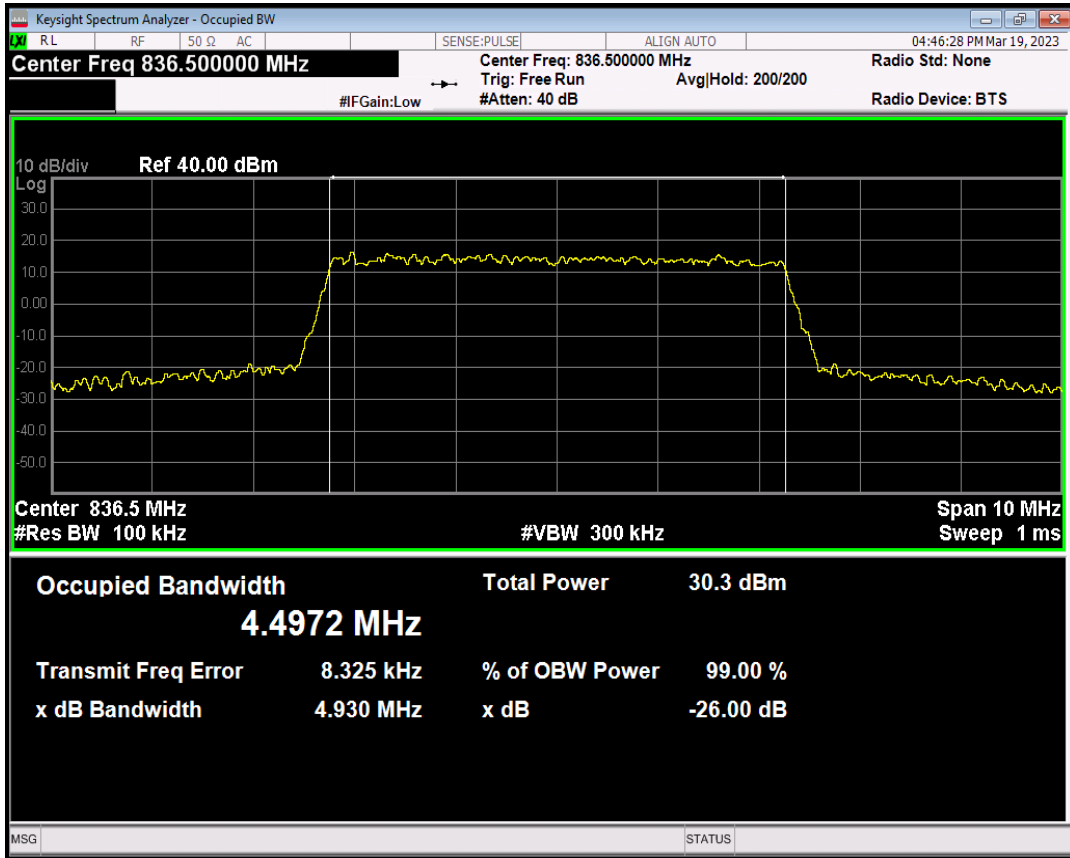 Keysight Spectrum Analyzer - Occupied BW
LXI RL RF 50 Ω AC SENSE:PULSE ALIGN AUTO 04:46:28 PM Mar 19, 2023
Center Freq 836.500000 MHz Center Freq: 836.500000 MHz Radio Std: None
Trig: Free Run Avg|Hold: 200/200
#IFGain:Low #Atten: 40 dB Radio Device: BTS
10 dB/div Ref 40.00 dBm
Log
30.0
20.0
10.0
0.00
-10.0
-20.0
-30.0
-40.0
-50.0
Center 836.5 MHz Span 10 MHz
#Res BW 100 kHz #VBW 300 kHz Sweep 1 ms
Occupied Bandwidth Total Power 30.3 dBm
4.4972 MHz
Transmit Freq Error 8.325 kHz % of OBW Power 99.00 %
x dB Bandwidth 4.930 MHz x dB -26.00 dB
MSG STATUS